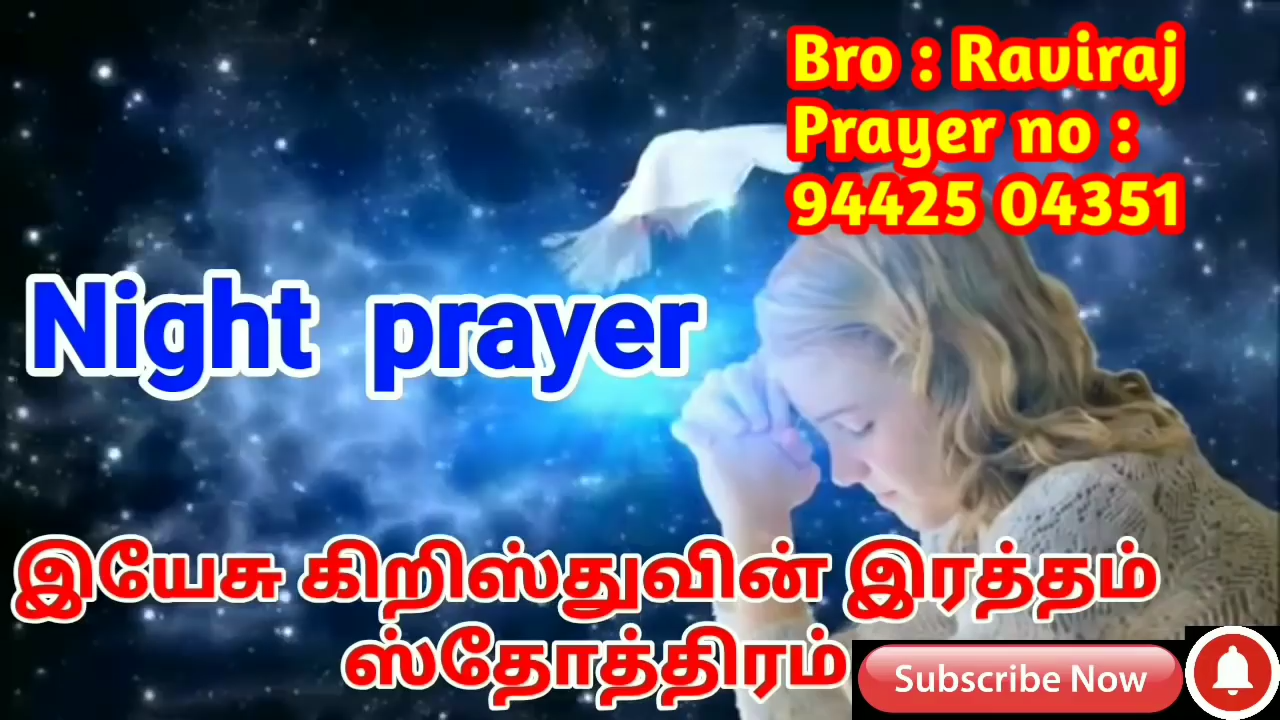 Bro : Raviraj
Prayer no :
94425 04351
Night prayer
இயேசு கிறிஸ்துவின் இரத்தம்
ஸ்தோத்திரம்
Subscribe Now